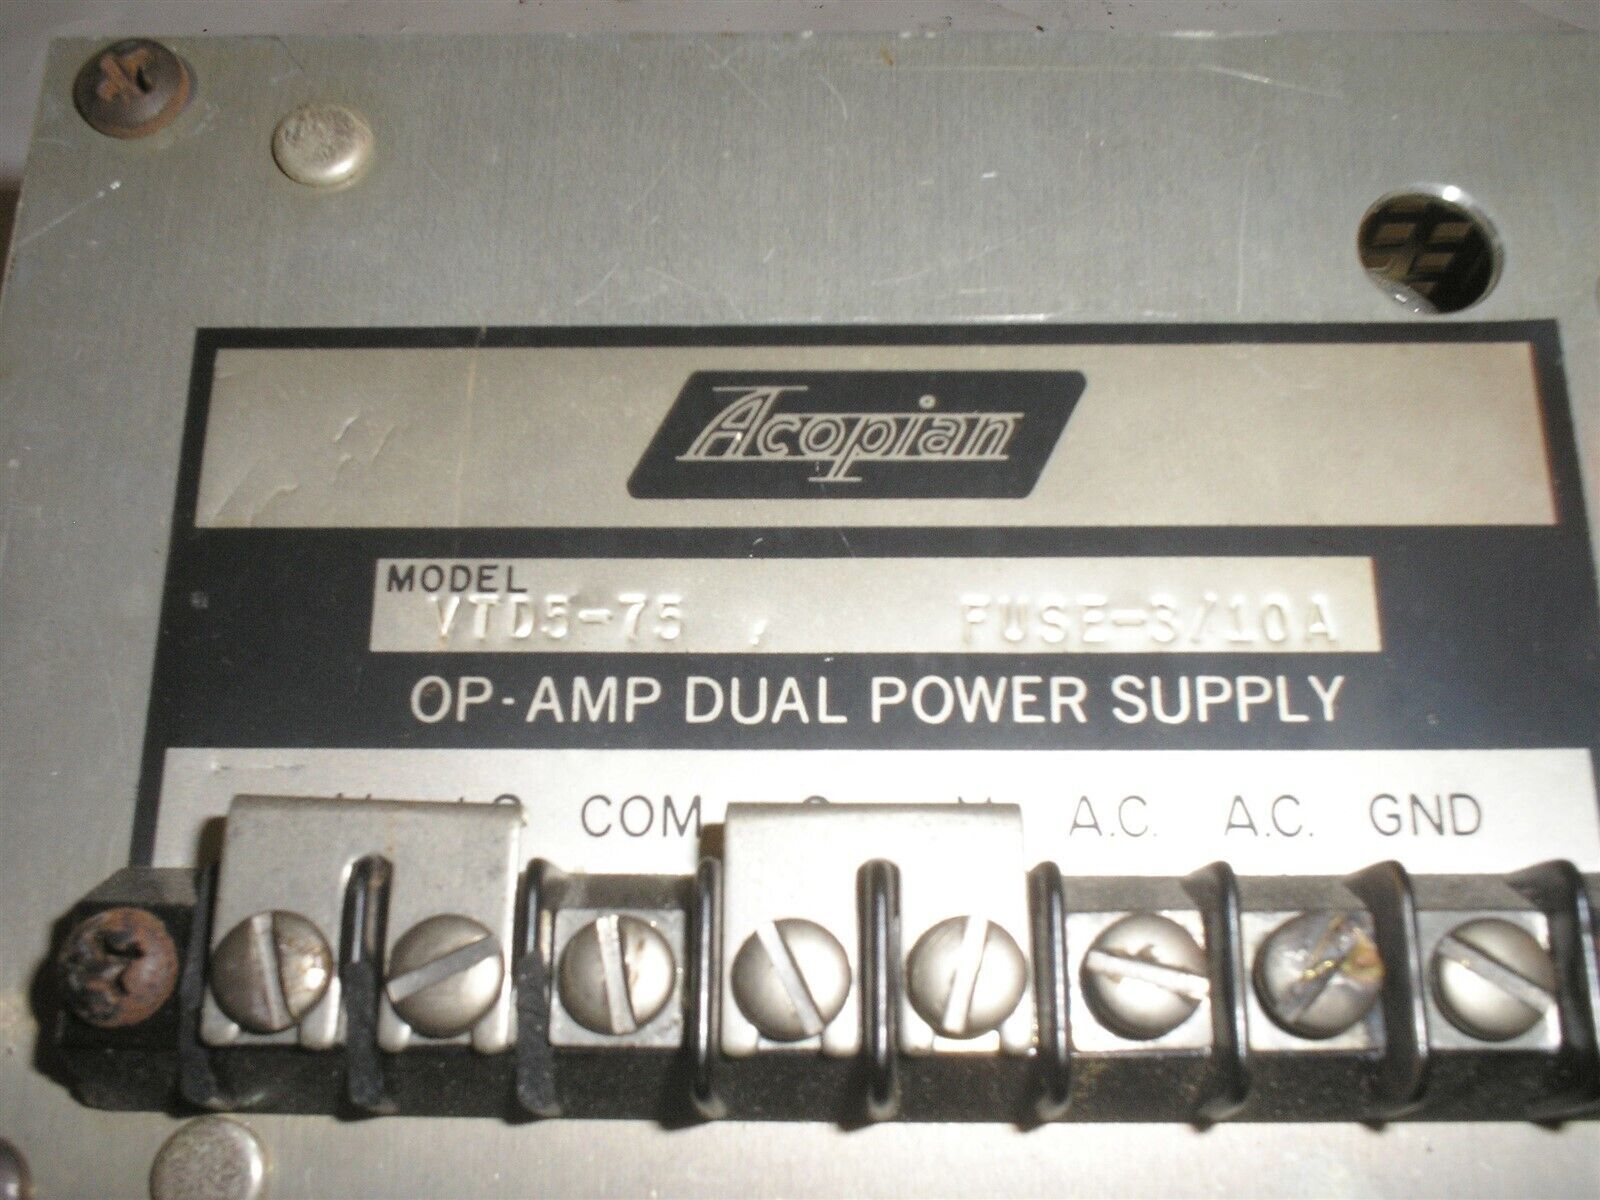 Acopian
MODEL
VTD5-75 FUSE-3/10A
OP-AMP DUAL POWER SUPPLY
COM A.C. A.C. GND